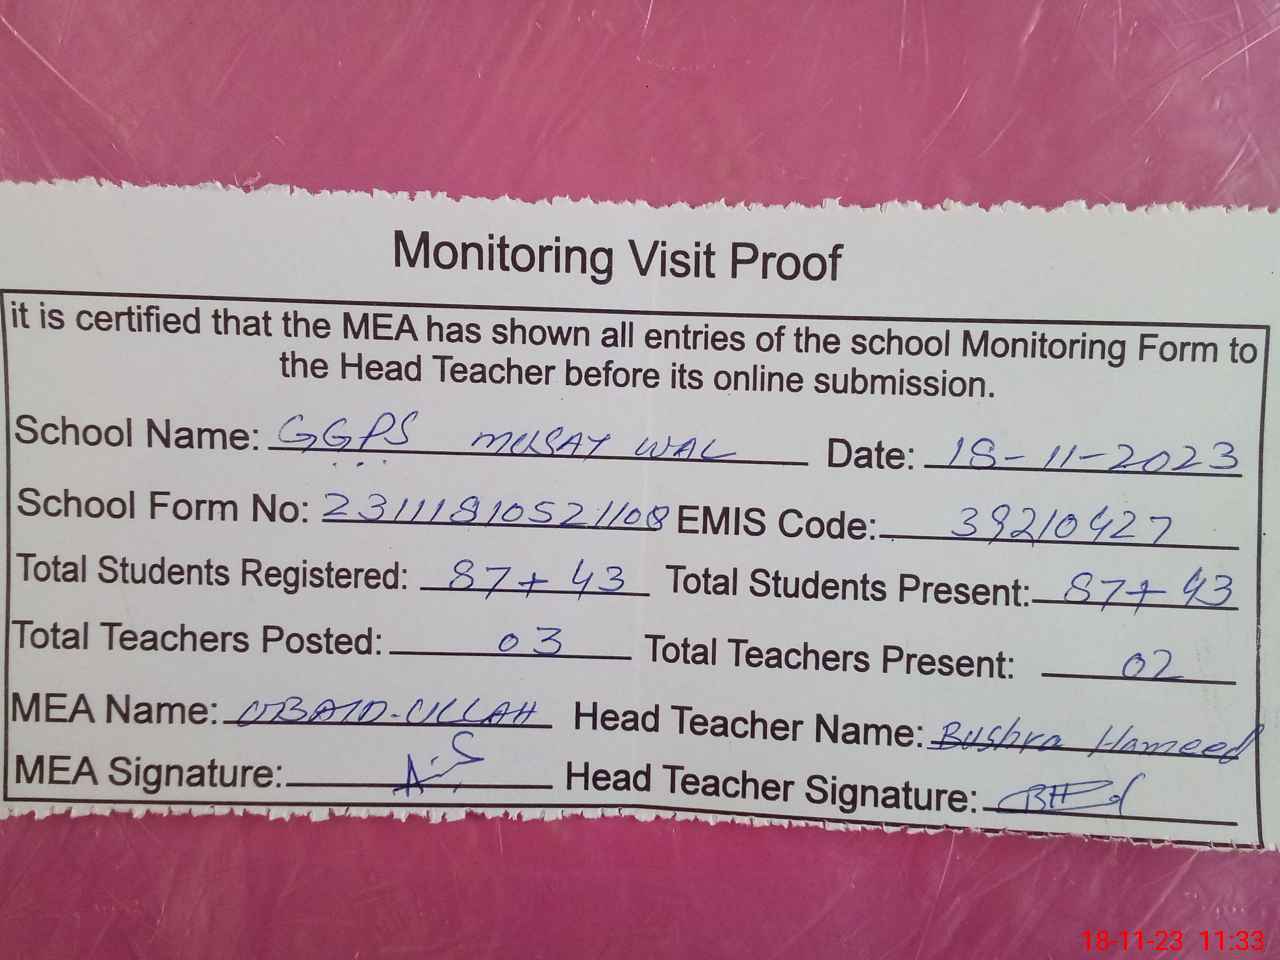 Monitoring Visit Proof
it is certified that the MEA has shown all entries of the school Monitoring Form to
the Head Teacher before its online submission.
School Name: GGPS MURAY WAL Date: 18-11-2023
School Form No: 23111810521108 EMIS Code: 39210427
Total Students Registered: 87+43 Total Students Present: 87+43
Total Teachers Posted: 03 Total Teachers Present: 02
MEA Name: UBAID-ULLAH Head Teacher Name: Bushra Hameed
MEA Signature: Head Teacher Signature:
18-11-23 11:33